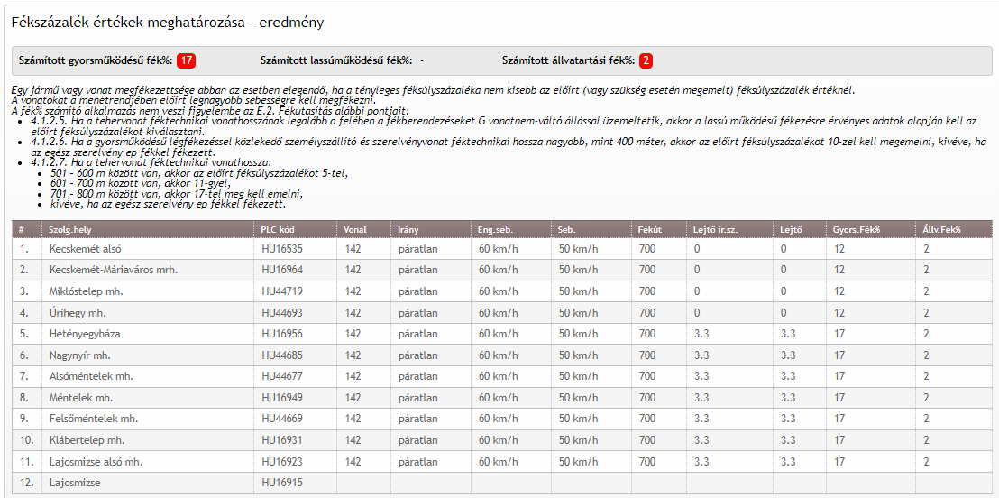 Fékszázalék értékek meghatározása - eredmény
Számított gyorsműködésű fék%: 17 Számított lassúműködésű fék%: - Számított állvatartási fék%: 2
Egy jármű vagy vonat megfékezettsége abban az esetben elegendő, ha a tényleges féksúlyszázaléka nem kisebb az előírt (vagy szükség esetén megemelt) féksúlyszázalék értéknél.
A vonatokat a menetrendjében előírt legnagyobb sebességre kell megfékezni.
A fék% számító alkalmazás nem veszi figyelembe az E.2. Fékutasítás alábbi pontjait:
• 4.1.2.5. Ha a tehervonat féktechnikai vonathosszának legalább a felében a fékberendezéseket G vonatnem-váltó állással üzemeltetik, akkor a lassú működésű fékezésre érvényes adatok alapján kell az
előírt féksúlyszázalékot kiválasztani.
• 4.1.2.6. Ha a gyorsműködésű légfékezéssel közlekedő személyszállító és szerelvényvonat féktechnikai hossza nagyobb, mint 400 méter, akkor az előírt féksúlyszázalékot 10-zel kell megemelni, kivéve, ha
az egész szerelvény ep fékkel fékezett.
• 4.1.2.7. Ha a tehervonat féktechnikai vonathossza:
• 501 – 600 m között van, akkor az előírt féksúlyszázalékot 5-tel,
• 601 – 700 m között van, akkor 11-gyel,
• 701 – 800 m között van, akkor 17-tel meg kell emelni,
• kivéve, ha az egész szerelvény ep fékkel fékezett.
# Szolg.hely PLC kód Vonal Irány Eng.seb. Seb. Fékút Lejtő ir.sz. Lejtő Gyors.Fék% Állv.Fék%
1. Kecskemét alsó HU16535 142 páratlan 60 km/h 50 km/h 700 0 0 12 2
2. Kecskemét-Máriaváros mrh. HU16964 142 páratlan 60 km/h 50 km/h 700 0 0 12 2
3. Miklóstelep mh. HU44719 142 páratlan 60 km/h 50 km/h 700 0 0 12 2
4. Úrihegy mh. HU44693 142 páratlan 60 km/h 50 km/h 700 0 0 12 2
5. Hetényegyháza HU16956 142 páratlan 60 km/h 50 km/h 700 3.3 3.3 17 2
6. Nagynyír mh. HU44685 142 páratlan 60 km/h 50 km/h 700 3.3 3.3 17 2
7. Alsóméntelek mh. HU44677 142 páratlan 60 km/h 50 km/h 700 3.3 3.3 17 2
8. Méntelek mh. HU16949 142 páratlan 60 km/h 50 km/h 700 3.3 3.3 17 2
9. Felsőméntelek mh. HU44669 142 páratlan 60 km/h 50 km/h 700 3.3 3.3 17 2
10. Klábertelep mh. HU16931 142 páratlan 60 km/h 50 km/h 700 3.3 3.3 17 2
11. Lajosmizse alsó mh. HU16923 142 páratlan 60 km/h 50 km/h 700 3.3 3.3 17 2
12. Lajosmizse HU16915